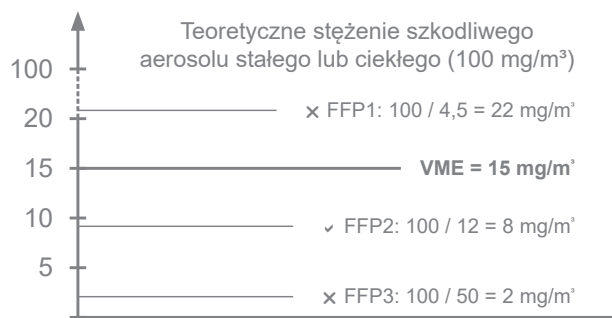 Teoretyczne stężenie szkodliwego
aerosolu stałego lub ciekłego (100 mg/m³)
100
× FFP1: 100 / 4,5 = 22 mg/m³
20
15
VME = 15 mg/m³
10
✓ FFP2: 100 / 12 = 8 mg/m³
5
× FFP3: 100 / 50 = 2 mg/m³